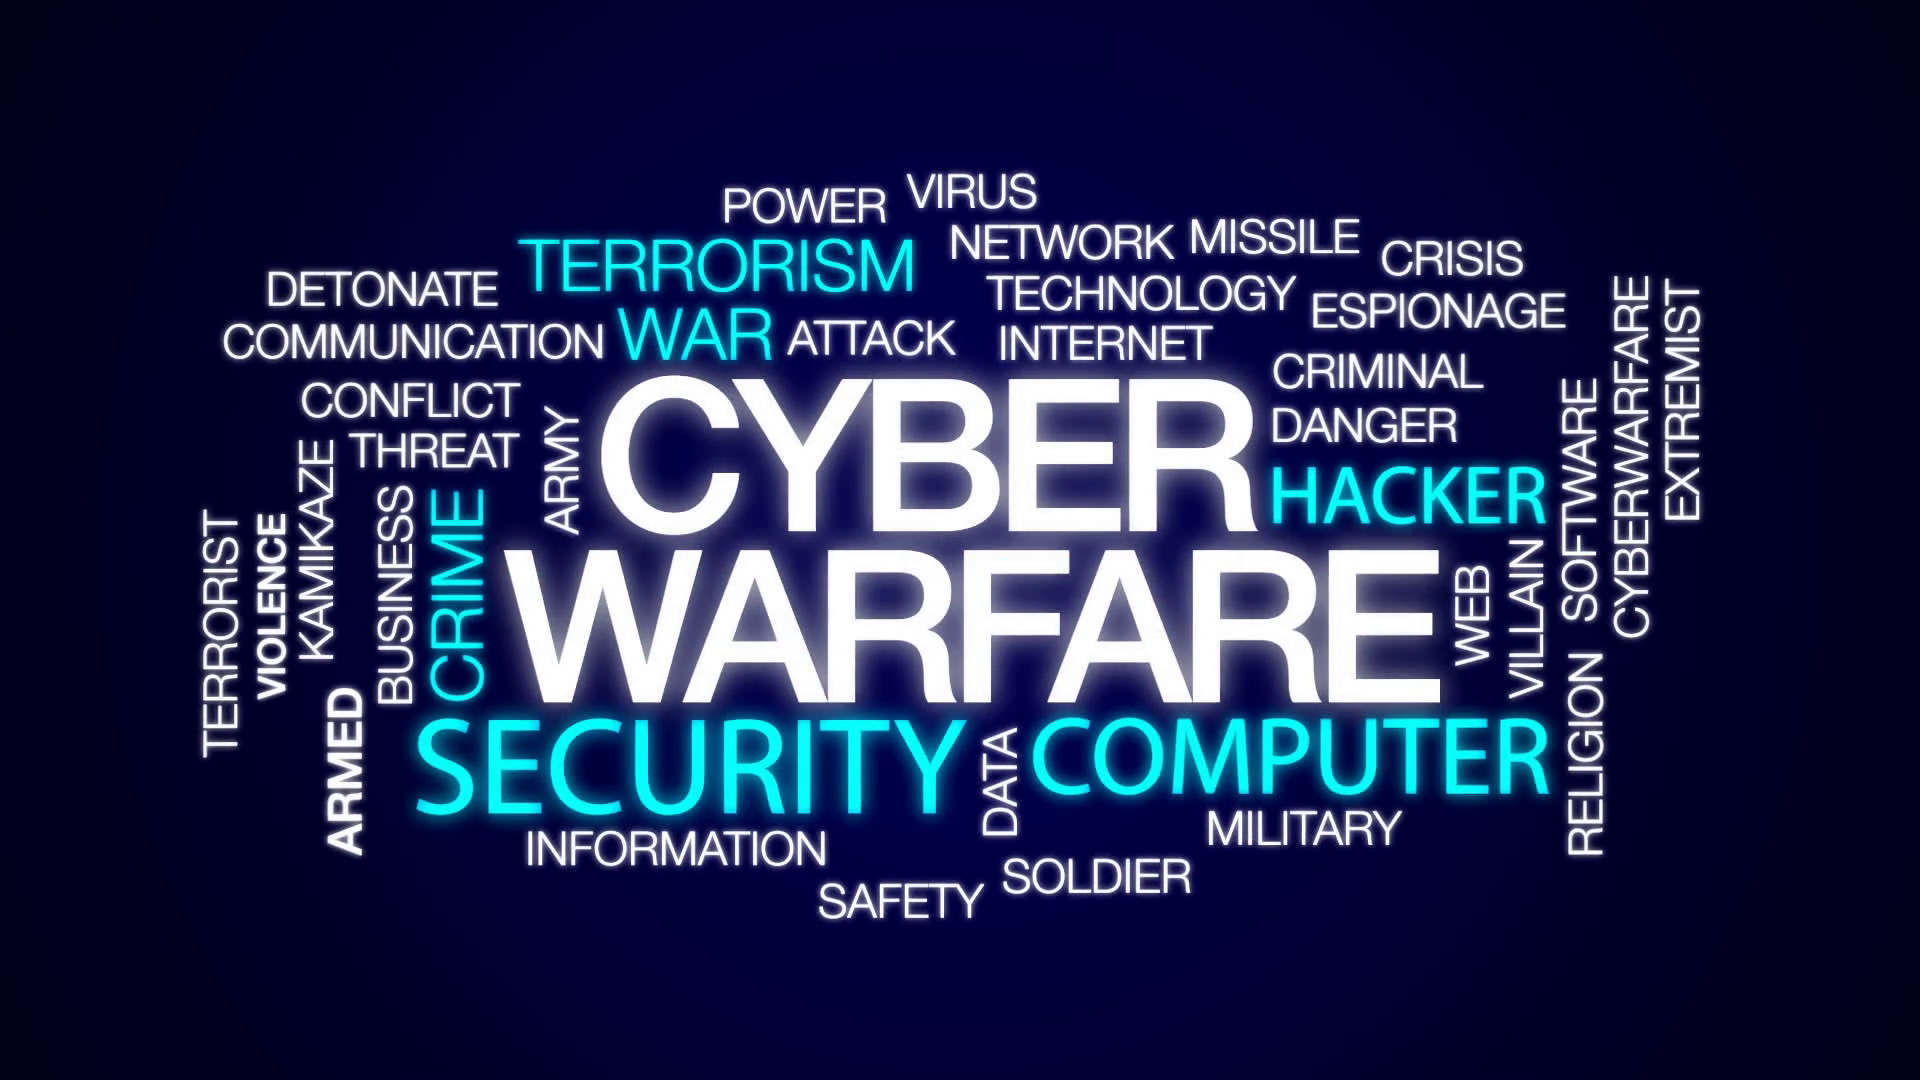 POWER
VIRUS
TERRORISM
NETWORK
MISSILE
CRISIS
DETONATE
TECHNOLOGY
ESPIONAGE
COMMUNICATION
WAR
ATTACK
INTERNET
CONFLICT
CRIMINAL
THREAT
ARMY
CYBER
DANGER
HACKER
SOFTWARE
CYBERWARFARE
EXTREMIST
TERRORIST
VIOLENCE
KAMIKAZE
BUSINESS
CRIME
WARFARE
WEB
VILLAIN
ARMED
SECURITY
DATA
COMPUTER
RELIGION
INFORMATION
MILITARY
SAFETY
SOLDIER